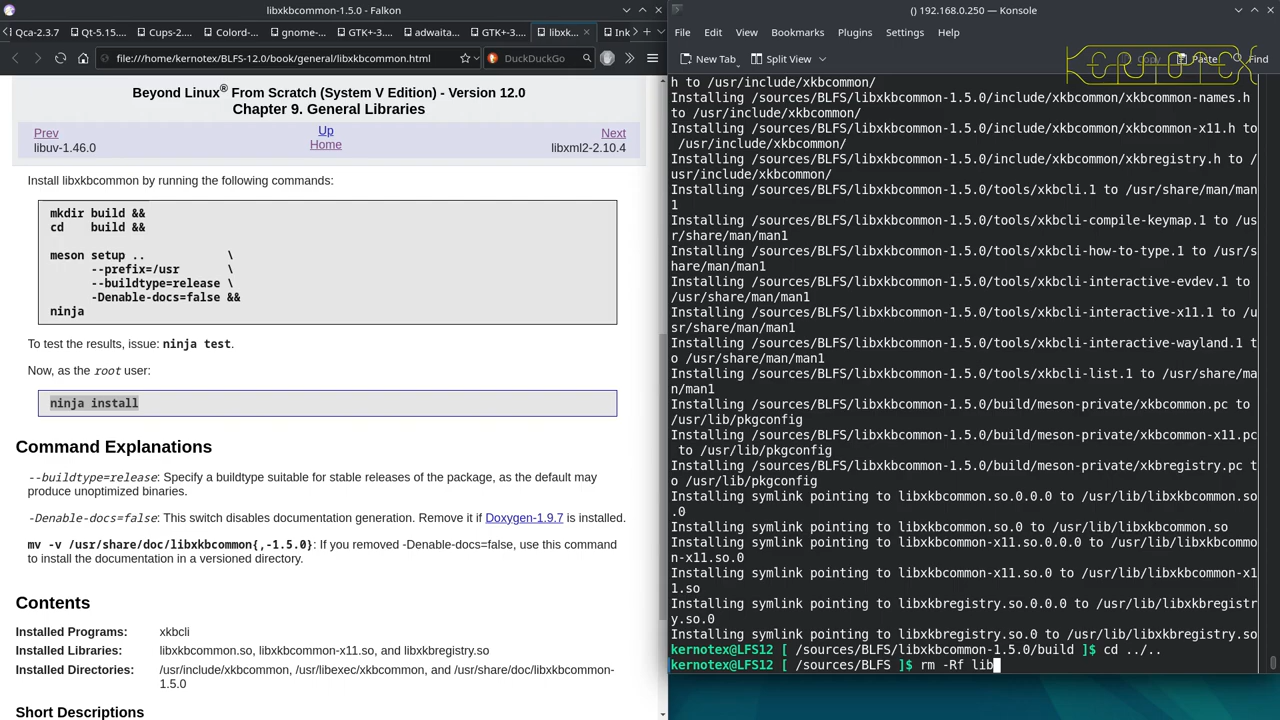 libxkbcommon-1.5.0 - Falkon
Qca-2.3.7 Qt-5.15.... Cups-2.... Colord-... gnome-... GTK+-3.... adwaita... GTK+-3.... libxk... Ink
file:///home/kernotex/BLFS-12.0/book/general/libxkbcommon.html DuckDuckGo
Beyond Linux® From Scratch (System V Edition) - Version 12.0
Chapter 9. General Libraries
Prev Up Next
libuv-1.46.0 Home libxml2-2.10.4
Install libxkbcommon by running the following commands:
mkdir build &&
cd    build &&
meson setup ..            \
      --prefix=/usr       \
      --buildtype=release \
      -Denable-docs=false &&
ninja
To test the results, issue: ninja test.
Now, as the root user:
ninja install
Command Explanations
--buildtype=release: Specify a buildtype suitable for stable releases of the package, as the default may
produce unoptimized binaries.
-Denable-docs=false: This switch disables documentation generation. Remove it if Doxygen-1.9.7 is installed.
mv -v /usr/share/doc/libxkbcommon{,-1.5.0}: If you removed -Denable-docs=false, use this command
to install the documentation in a versioned directory.
Contents
Installed Programs: xkbcli
Installed Libraries: libxkbcommon.so, libxkbcommon-x11.so, and libxkbregistry.so
Installed Directories: /usr/include/xkbcommon, /usr/libexec/xkbcommon, and /usr/share/doc/libxkbcommon-
1.5.0
Short Descriptions
() 192.168.0.250 — Konsole
File Edit View Bookmarks Plugins Settings Help
New Tab Split View Copy Paste Find
KERNOTEX
h to /usr/include/xkbcommon/
Installing /sources/BLFS/libxkbcommon-1.5.0/include/xkbcommon/xkbcommon-names.h
to /usr/include/xkbcommon/
Installing /sources/BLFS/libxkbcommon-1.5.0/include/xkbcommon/xkbcommon-x11.h to
 /usr/include/xkbcommon/
Installing /sources/BLFS/libxkbcommon-1.5.0/include/xkbcommon/xkbregistry.h to /
usr/include/xkbcommon/
Installing /sources/BLFS/libxkbcommon-1.5.0/tools/xkbcli.1 to /usr/share/man/man
1
Installing /sources/BLFS/libxkbcommon-1.5.0/tools/xkbcli-compile-keymap.1 to /us
r/share/man/man1
Installing /sources/BLFS/libxkbcommon-1.5.0/tools/xkbcli-how-to-type.1 to /usr/s
hare/man/man1
Installing /sources/BLFS/libxkbcommon-1.5.0/tools/xkbcli-interactive-evdev.1 to
/usr/share/man/man1
Installing /sources/BLFS/libxkbcommon-1.5.0/tools/xkbcli-interactive-x11.1 to /u
sr/share/man/man1
Installing /sources/BLFS/libxkbcommon-1.5.0/tools/xkbcli-interactive-wayland.1 t
o /usr/share/man/man1
Installing /sources/BLFS/libxkbcommon-1.5.0/tools/xkbcli-list.1 to /usr/share/ma
n/man1
Installing /sources/BLFS/libxkbcommon-1.5.0/build/meson-private/xkbcommon.pc to
/usr/lib/pkgconfig
Installing /sources/BLFS/libxkbcommon-1.5.0/build/meson-private/xkbcommon-x11.pc
 to /usr/lib/pkgconfig
Installing /sources/BLFS/libxkbcommon-1.5.0/build/meson-private/xkbregistry.pc t
o /usr/lib/pkgconfig
Installing symlink pointing to libxkbcommon.so.0.0.0 to /usr/lib/libxkbcommon.so
.0
Installing symlink pointing to libxkbcommon.so.0 to /usr/lib/libxkbcommon.so
Installing symlink pointing to libxkbcommon-x11.so.0.0.0 to /usr/lib/libxkbcommo
n-x11.so.0
Installing symlink pointing to libxkbcommon-x11.so.0 to /usr/lib/libxkbcommon-x1
1.so
Installing symlink pointing to libxkbregistry.so.0.0.0 to /usr/lib/libxkbregistr
y.so.0
Installing symlink pointing to libxkbregistry.so.0 to /usr/lib/libxkbregistry.so
kernotex@LFS12 [ /sources/BLFS/libxkbcommon-1.5.0/build ]$ cd ../..
kernotex@LFS12 [ /sources/BLFS ]$ rm -Rf lib